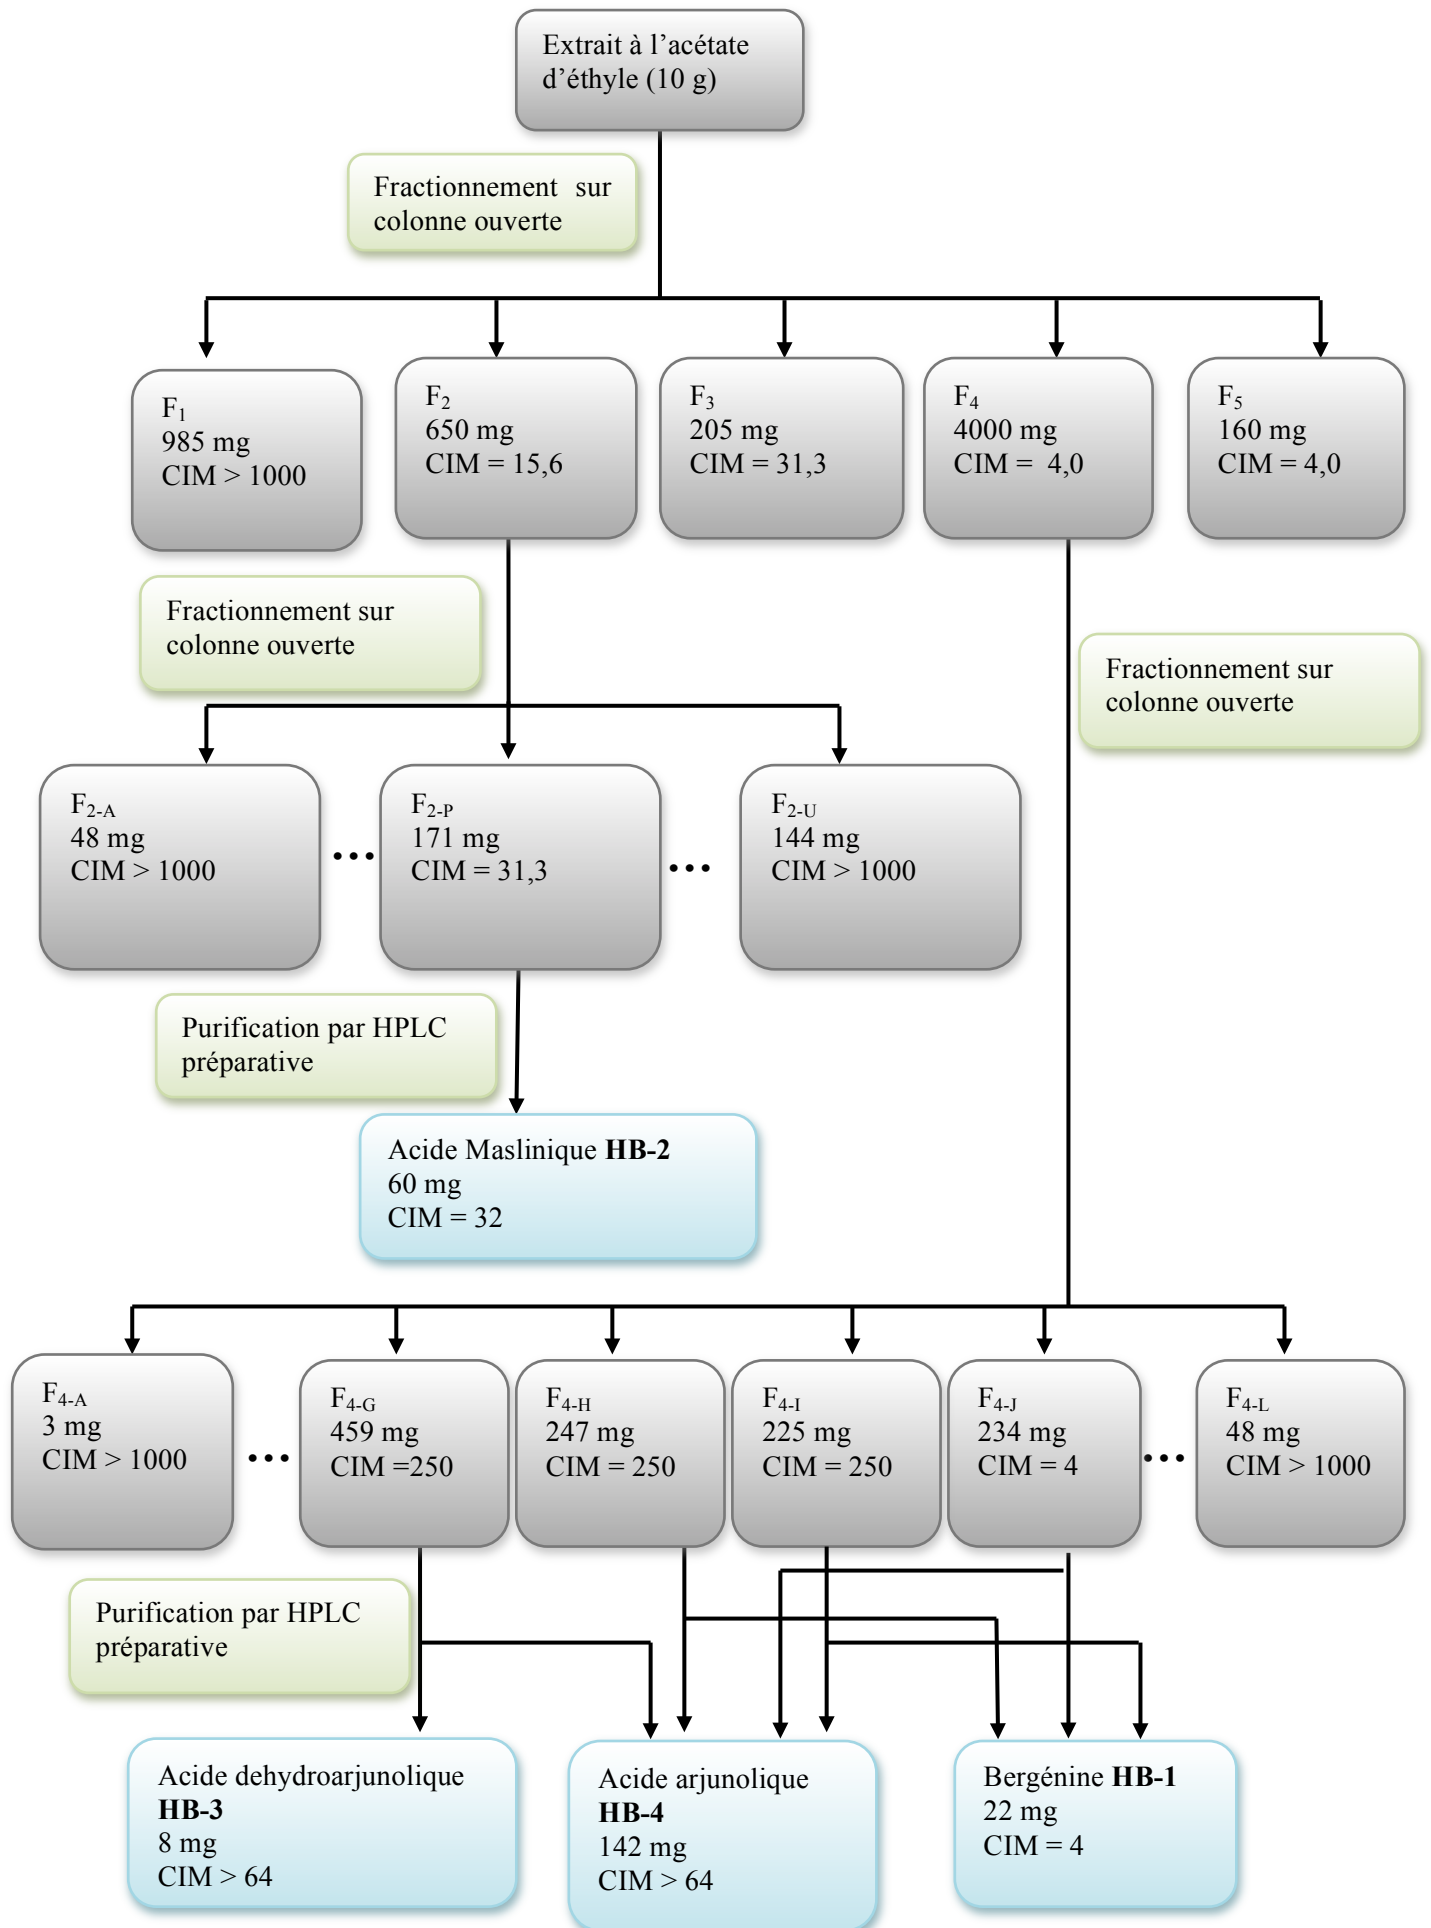 Extrait à l’acétate
d’éthyle (10 g)
Fractionnement sur
colonne ouverte
F₁
985 mg
CIM > 1000
F₂
650 mg
CIM = 15,6
F₃
205 mg
CIM = 31,3
F₄
4000 mg
CIM = 4,0
F₅
160 mg
CIM = 4,0
Fractionnement sur
colonne ouverte
Fractionnement sur
colonne ouverte
F2-A
48 mg
CIM > 1000
...
F2-P
171 mg
CIM = 31,3
...
F2-U
144 mg
CIM > 1000
Purification par HPLC
préparative
Acide Maslinique HB-2
60 mg
CIM = 32
F4-A
3 mg
CIM > 1000
...
F4-G
459 mg
CIM =250
F4-H
247 mg
CIM = 250
F4-I
225 mg
CIM = 250
F4-J
234 mg
CIM = 4
...
F4-L
48 mg
CIM > 1000
Purification par HPLC
préparative
Acide dehydroarjunolique
HB-3
8 mg
CIM > 64
Acide arjunolique
HB-4
142 mg
CIM > 64
Bergénine HB-1
22 mg
CIM = 4